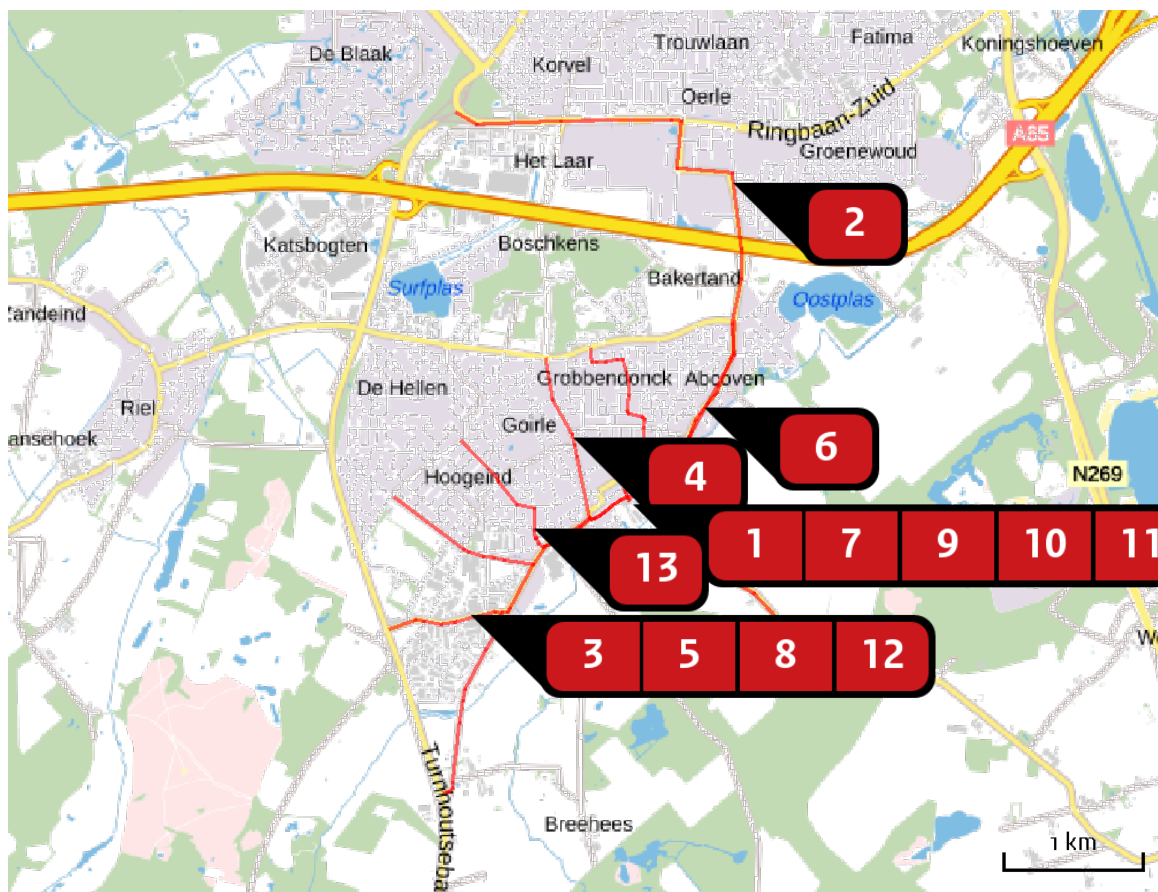 De Blaak
Trouwlaan
Fatima
Koningshoeven
Korvel
Oerle
Ringbaan-Zuid
A65
Het Laar
Groenewoud
2
Katsbogten
Boschkens
Bakertand
Surfplas
Oostplas
Zandeind
De Hellen
Grobbendonck
Abcoven
Riel
Goirle
ansehoek
6
Hoogeind
4
N269
1 7 9 10 11
13
3 5 8 12
Turnhoutseba
Breehees
1 km